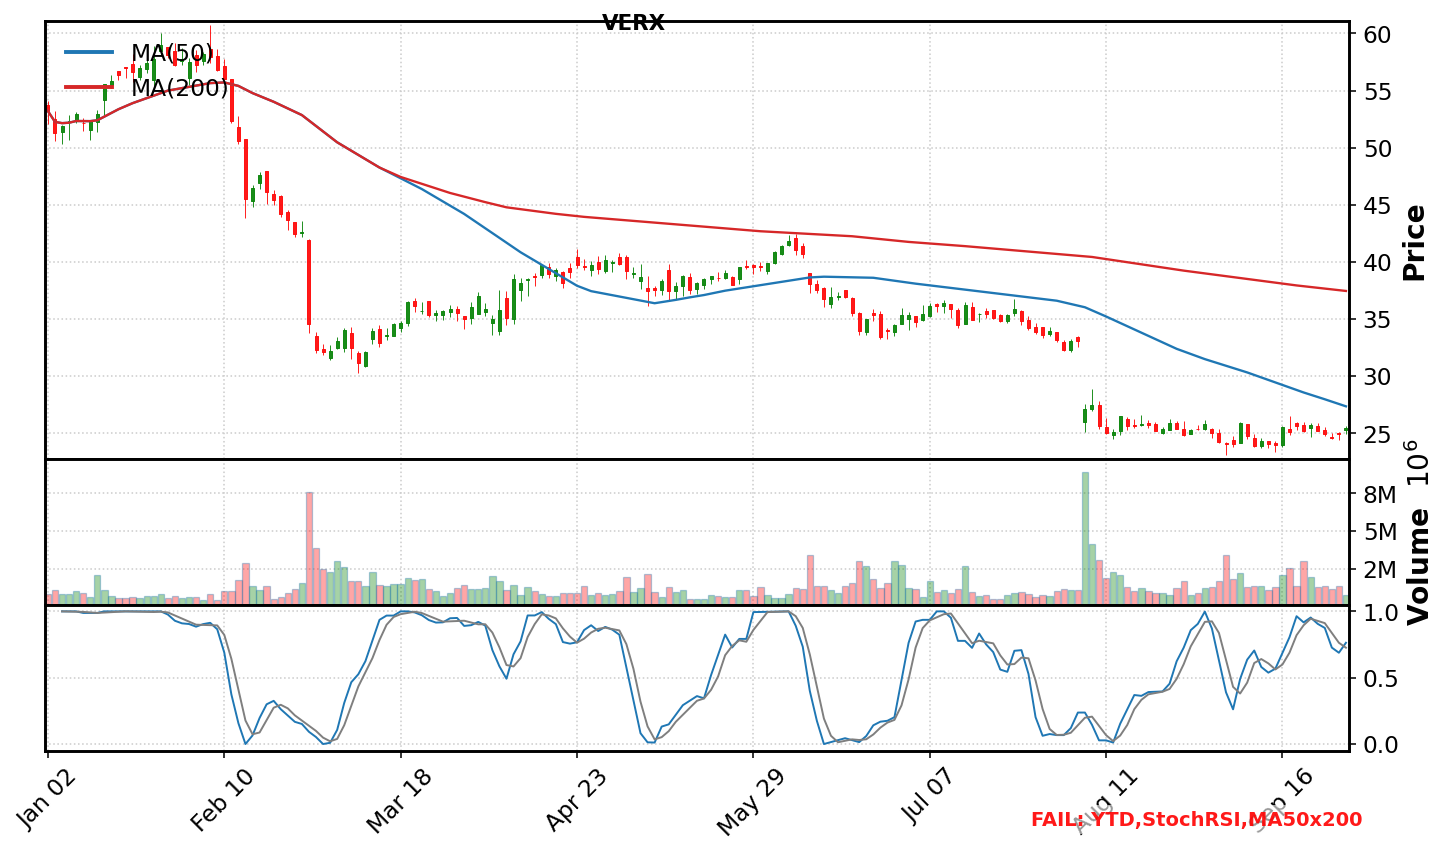 VERX
MA(50)
MA(200)
60
55
50
45
40
35
30
25
Price
10⁶
8M
5M
2M
Volume
1.0
0.5
0.0
Jan 02
Feb 10
Mar 18
Apr 23
May 29
Jul 07
Aug 11
Sep 16
FAIL: YTD,StochRSI,MA50x200